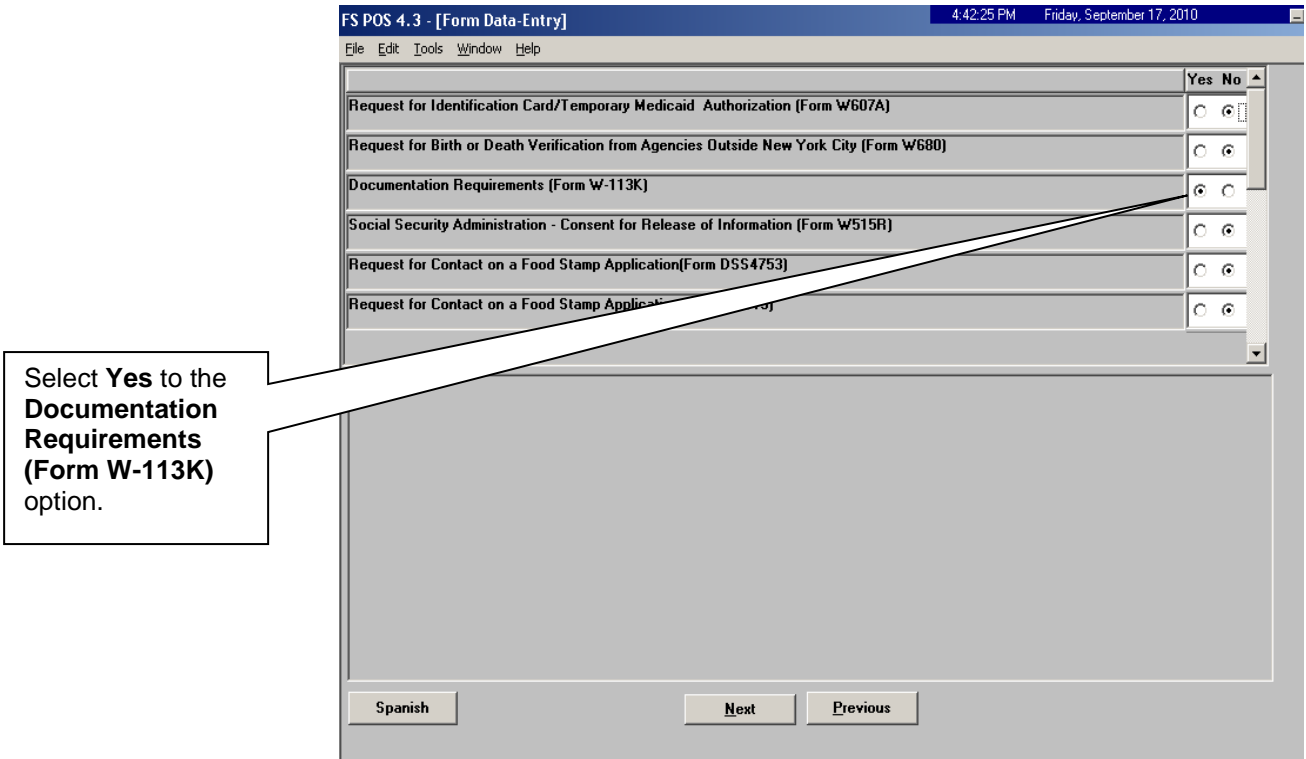 FS POS 4.3 - [Form Data-Entry]
4:42:25 PM Friday, September 17, 2010
File Edit Tools Window Help
Yes No
Request for Identification Card/Temporary Medicaid Authorization (Form W607A)
Request for Birth or Death Verification from Agencies Outside New York City (Form W680)
Documentation Requirements (Form W-113K)
Social Security Administration - Consent for Release of Information (Form W515R)
Request for Contact on a Food Stamp Application(Form DSS4753)
Request for Contact on a Food Stamp
Select Yes to the
Documentation
Requirements
(Form W-113K)
option.
Spanish Next Previous